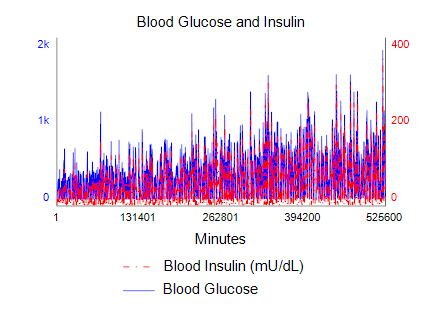 Blood Glucose and Insulin
2k 400
1k 200
0 0
1 131401 262801 394200 525600
Minutes
Blood Insulin (mU/dL)
Blood Glucose